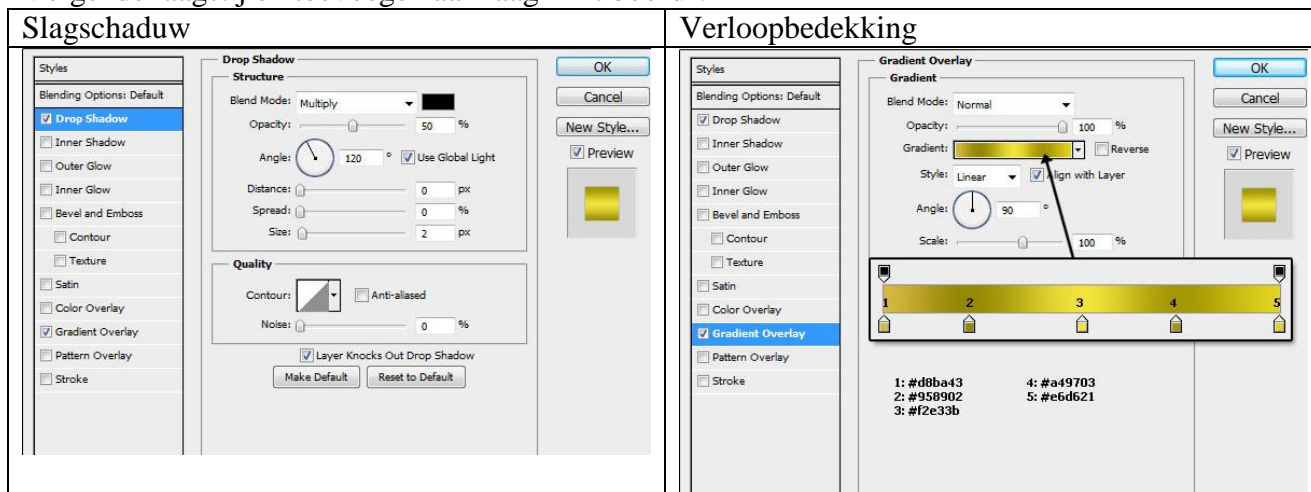 Slagschaduw
Verloopbedekking
Styles
Blending Options: Default
Drop Shadow
Inner Shadow
Outer Glow
Inner Glow
Bevel and Emboss
Contour
Texture
Satin
Color Overlay
Gradient Overlay
Pattern Overlay
Stroke
Drop Shadow
Structure
Blend Mode: Multiply
Opacity: 50 %
Angle: 120 ° Use Global Light
Distance: 0 px
Spread: 0 %
Size: 2 px
Quality
Contour: Anti-aliased
Noise: 0 %
Layer Knocks Out Drop Shadow
Make Default Reset to Default
OK
Cancel
New Style...
Preview
Styles
Blending Options: Default
Drop Shadow
Inner Shadow
Outer Glow
Inner Glow
Bevel and Emboss
Contour
Texture
Satin
Color Overlay
Gradient Overlay
Pattern Overlay
Stroke
Gradient Overlay
Gradient
Blend Mode: Normal
Opacity: 100 %
Gradient: Reverse
Style: Linear Align with Layer
Angle: 90 °
Scale: 100 %
1 2 3 4 5
1: #d8ba43 4: #a49703
2: #958902 5: #e6d621
3: #f2e33b
OK
Cancel
New Style...
Preview